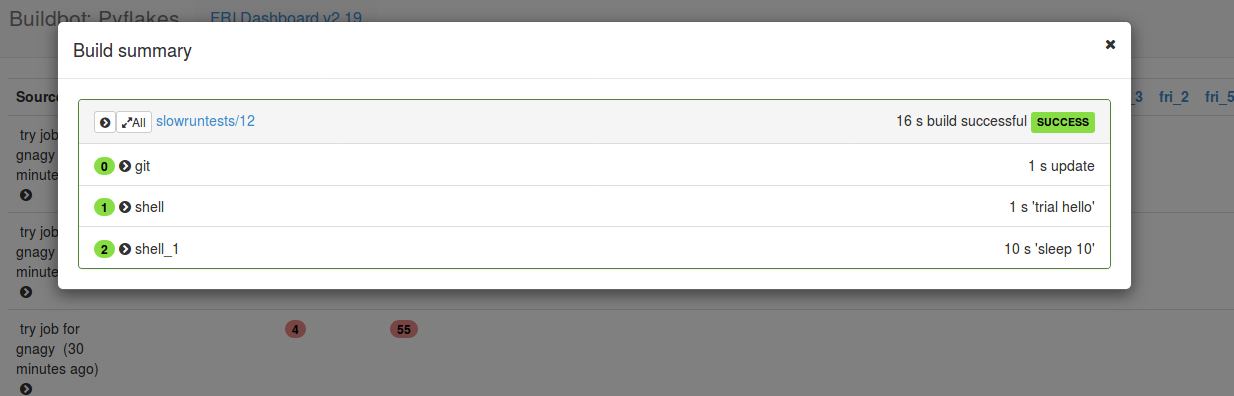 Buildbot: Pyflakes FRI Dashboard v2.19
Build summary
✖
All slowruntests/12 16 s build successful SUCCESS
0 git 1 s update
1 shell 1 s 'trial hello'
2 shell_1 10 s 'sleep 10'
_3 fri_2 fri_5
try job
gnagy
minute
try job
gnagy
minute
try job for
gnagy (30
minutes ago)
4 55